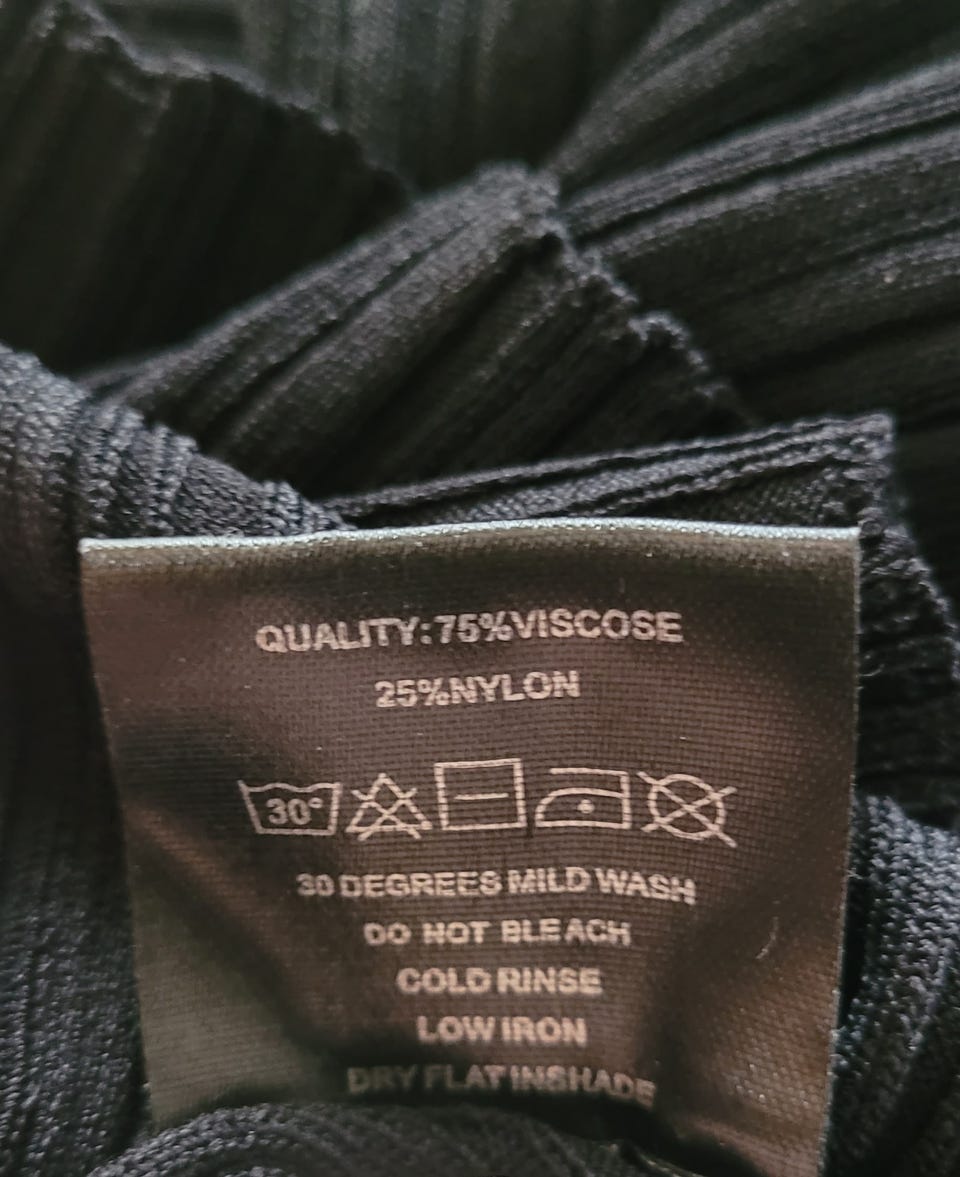 QUALITY:75%VISCOSE
25%NYLON
30°
30 DEGREES MILD WASH
DO NOT BLEACH
COLD RINSE
LOW IRON
DRY FLAT INSHADE